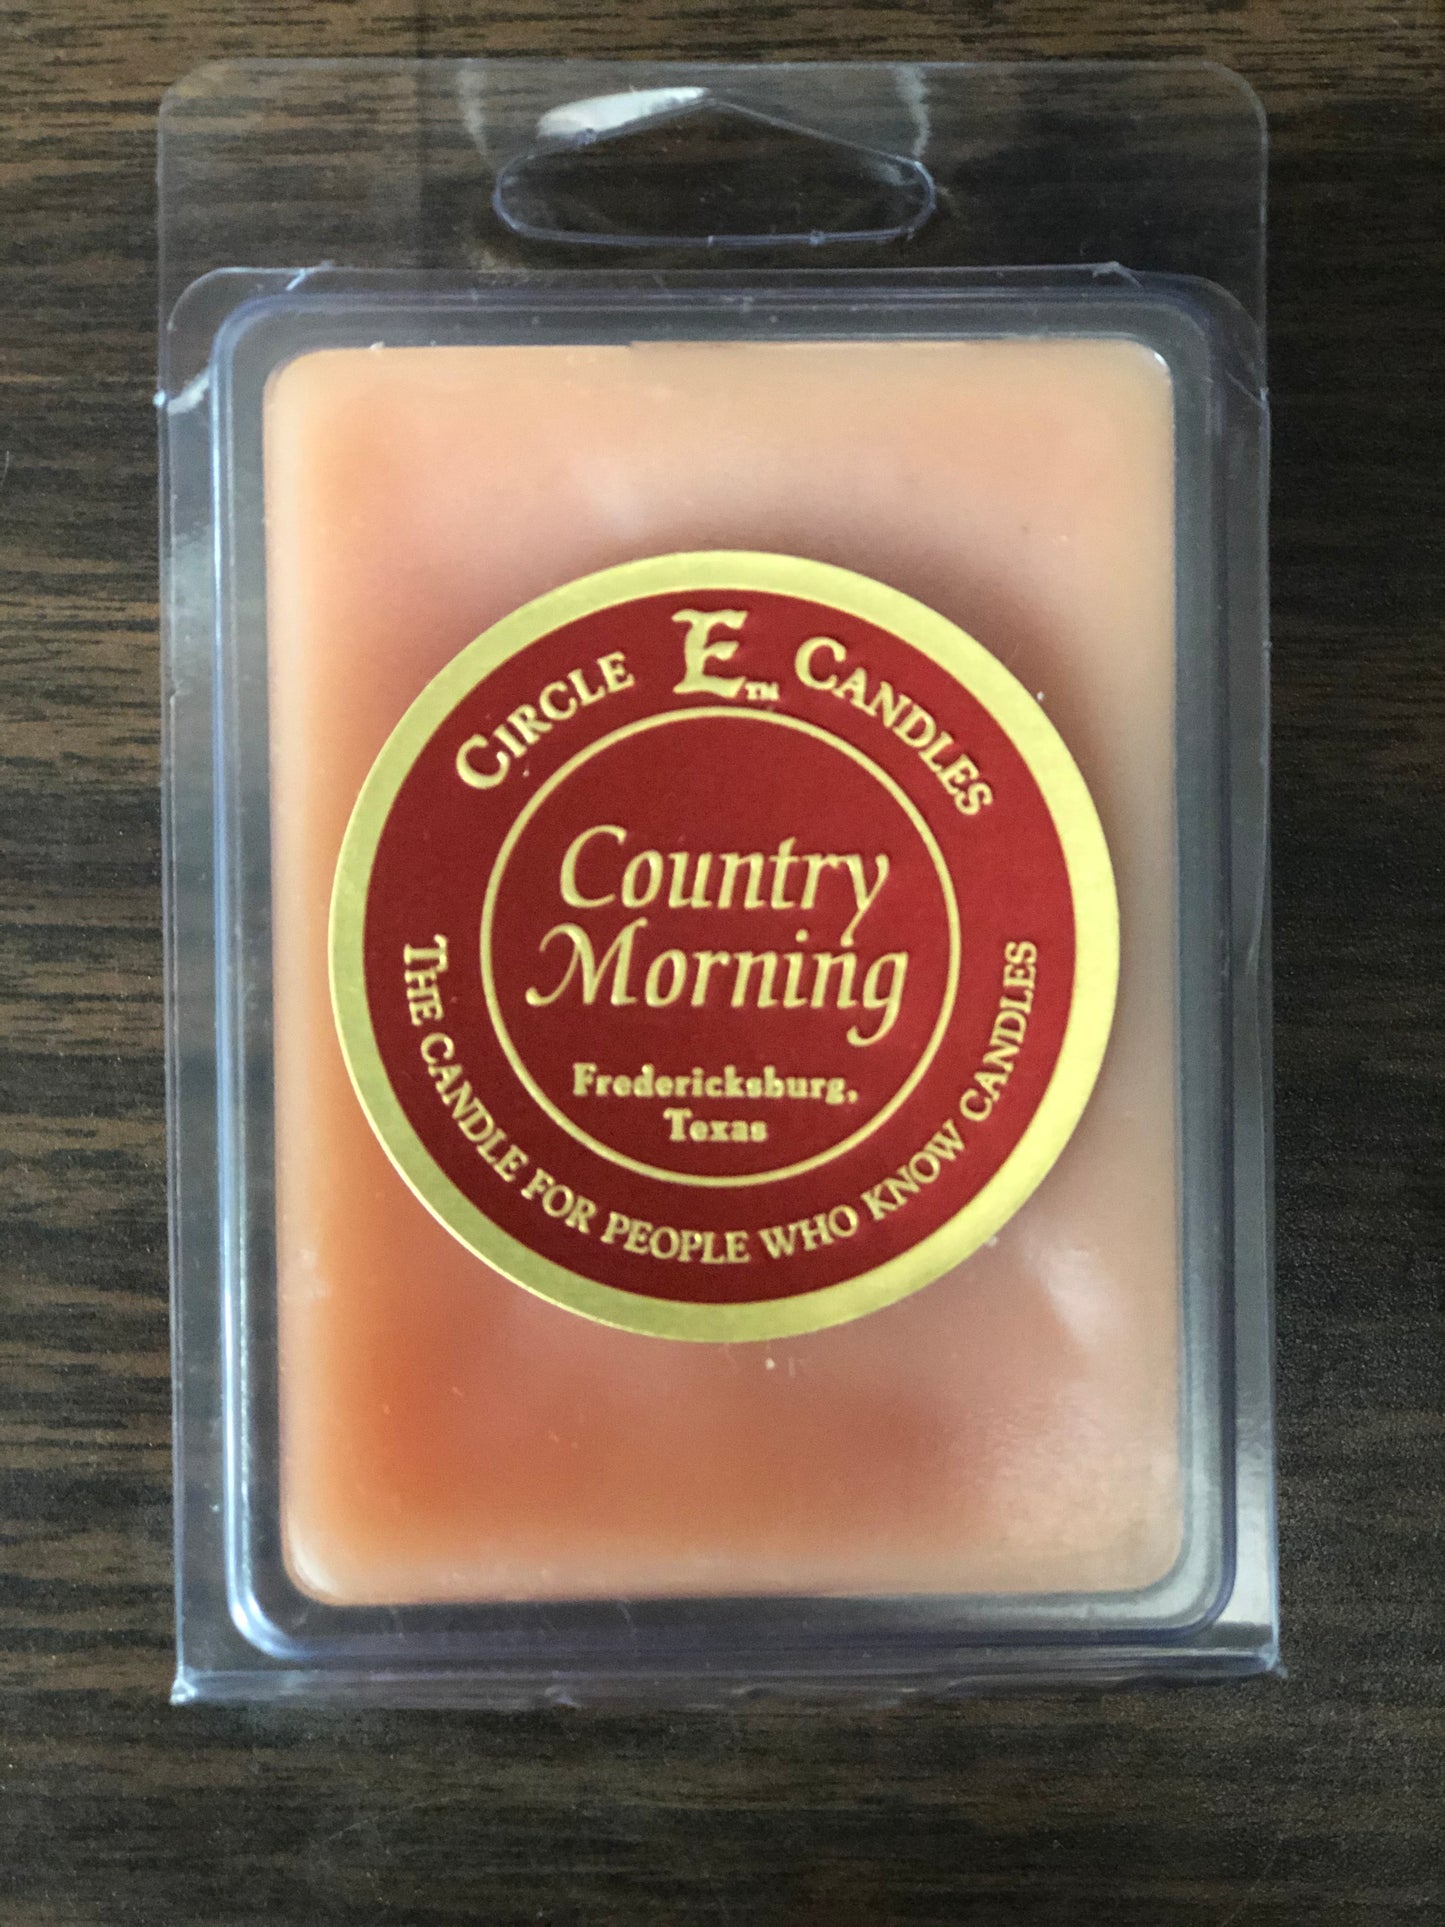 CIRCLE E™ CANDLES
Country
Morning
Fredericksburg,
Texas
THE CANDLE FOR PEOPLE WHO KNOW CANDLES